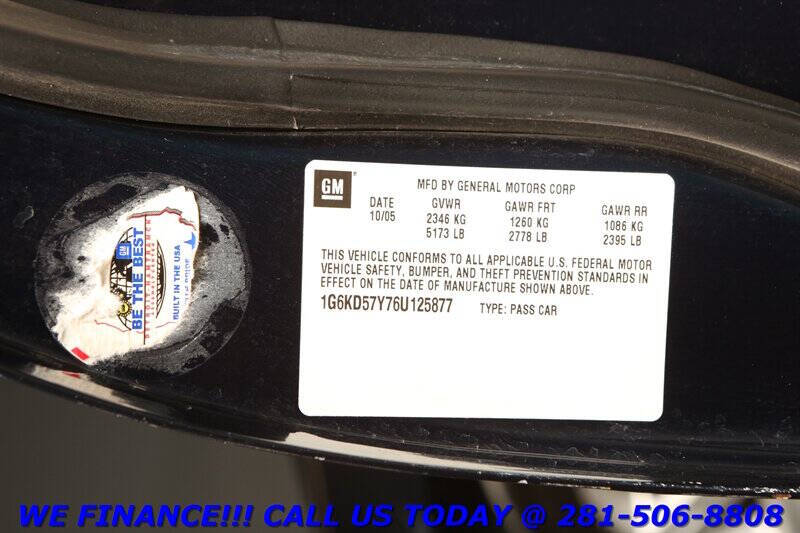 GM
MFD BY GENERAL MOTORS CORP
DATE GVWR GAWR FRT GAWR RR
10/05 2346 KG 1260 KG 1086 KG
5173 LB 2778 LB 2395 LB
THIS VEHICLE CONFORMS TO ALL APPLICABLE U.S. FEDERAL MOTOR
VEHICLE SAFETY, BUMPER, AND THEFT PREVENTION STANDARDS IN
EFFECT ON THE DATE OF MANUFACTURE SHOWN ABOVE.
1G6KD57Y76U125877 TYPE: PASS CAR
GM
BE THE BEST
BUILT IN THE USA
WE FINANCE!!! CALL US TODAY @ 281-506-8808